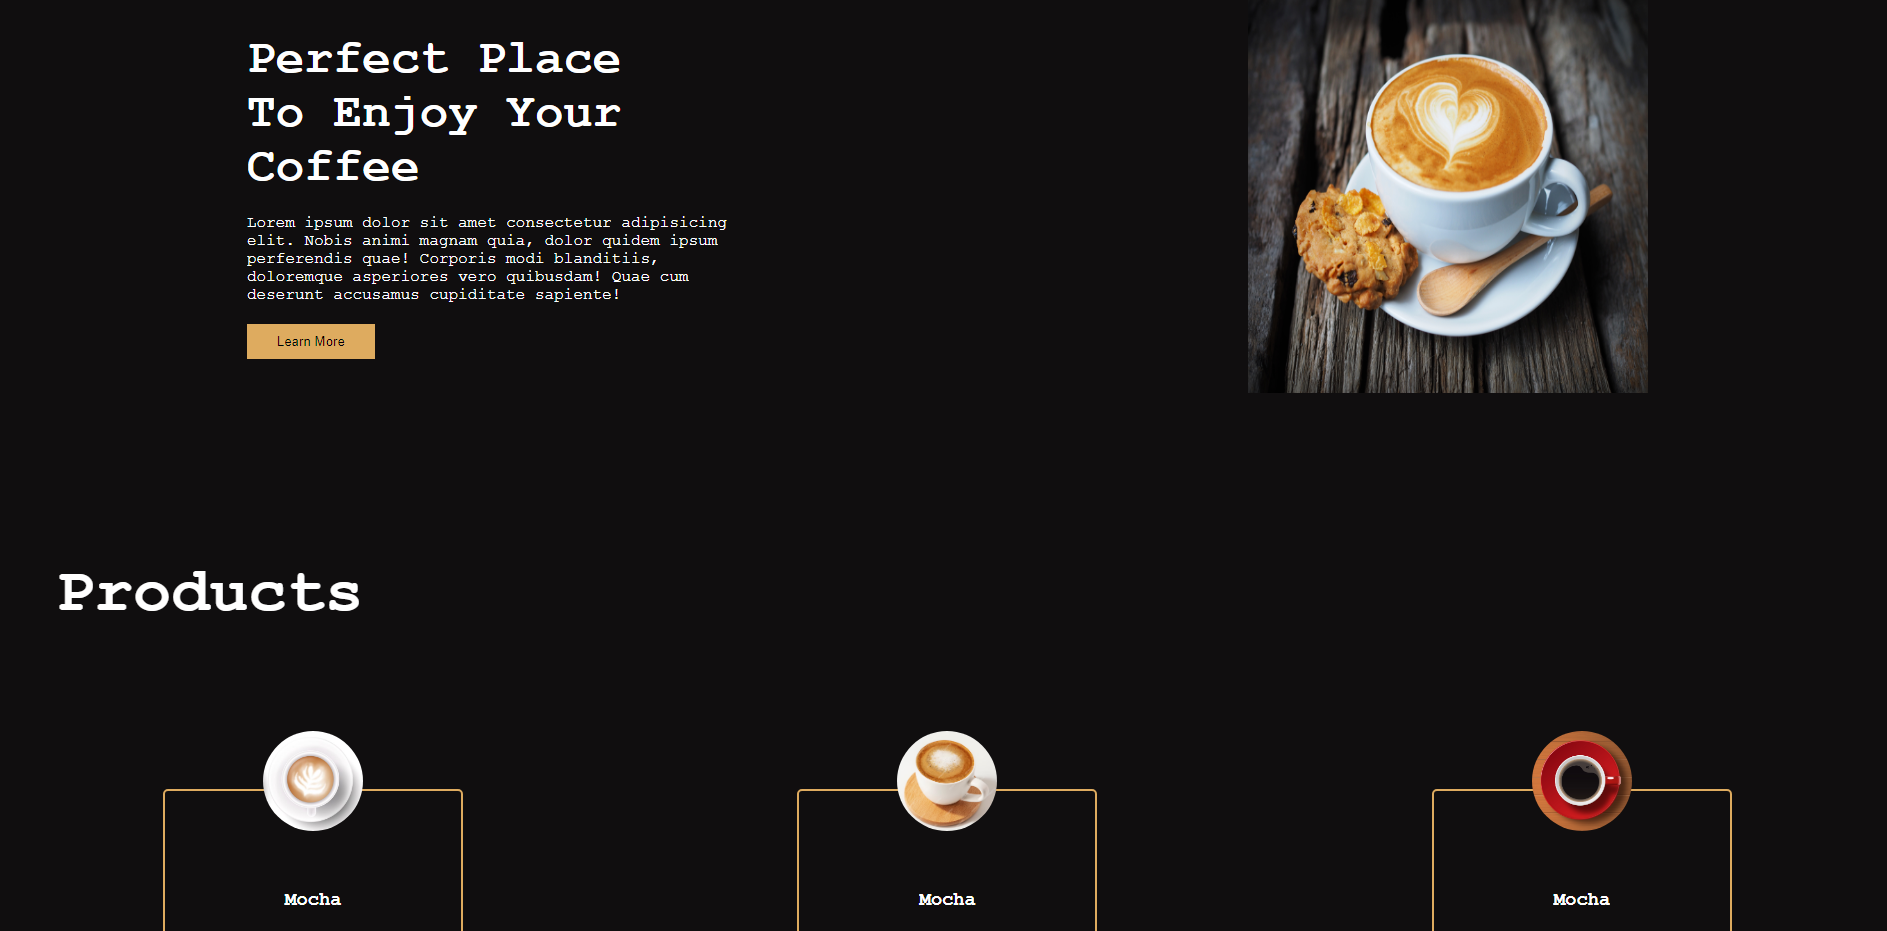 Perfect Place
To Enjoy Your
Coffee
Lorem ipsum dolor sit amet consectetur adipisicing
elit. Nobis animi magnam quia, dolor quidem ipsum
perferendis quae! Corporis modi blanditiis,
doloremque asperiores vero quibusdam! Quae cum
deserunt accusamus cupiditate sapiente!
Learn More
Products
Mocha
Mocha
Mocha